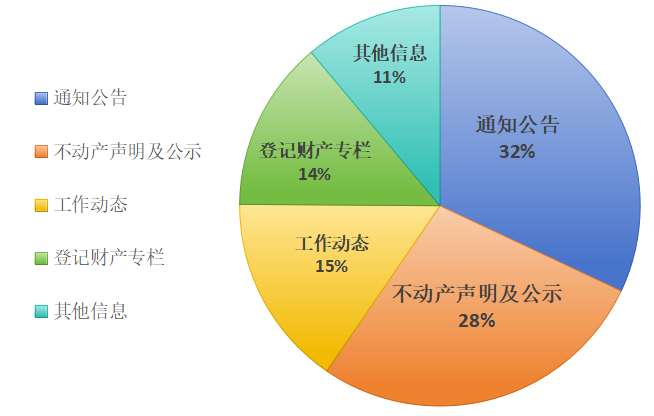 通知公告
不动产声明及公示
工作动态
登记财产专栏
其他信息
其他信息
11%
通知公告
32%
登记财产专栏
14%
工作动态
15%
不动产声明及公示
28%